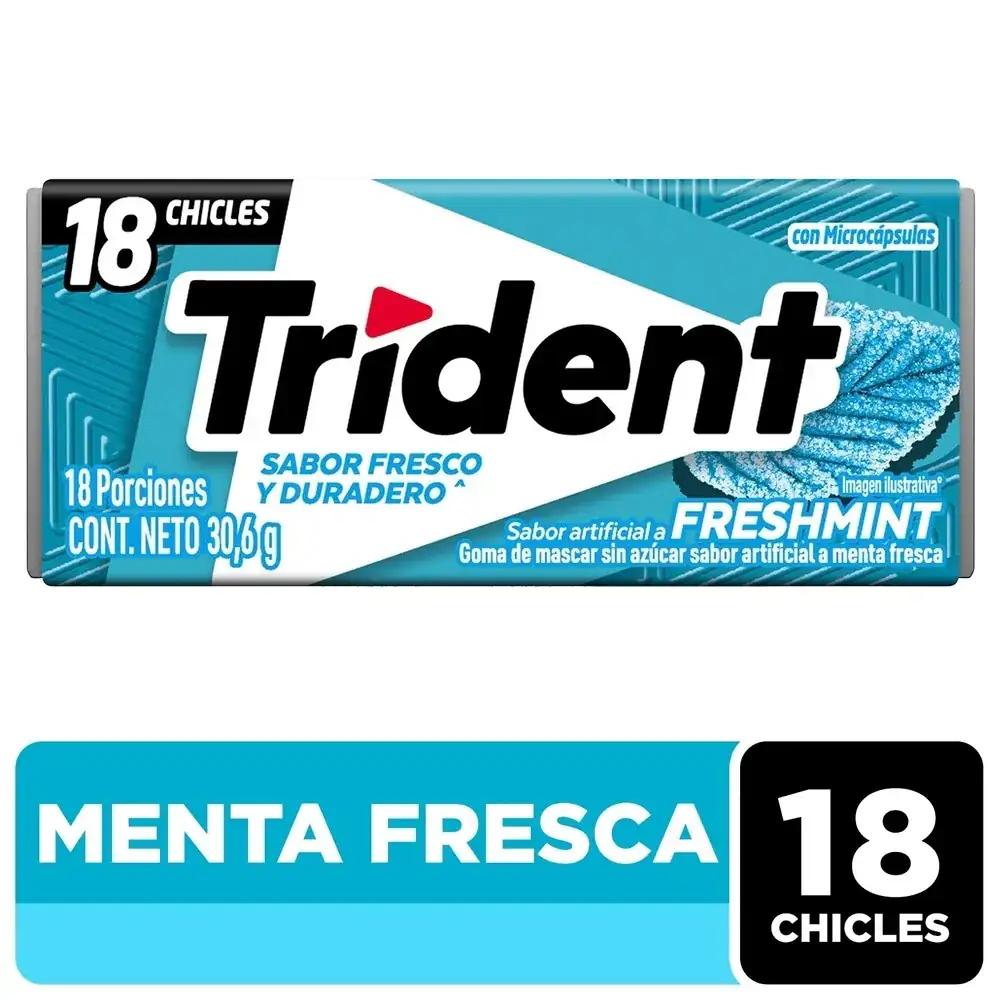 18 CHICLES
con Microcápsulas
Trident
SABOR FRESCO
Y DURADERO^
18 Porciones
CONT. NETO 30,6 g
Imagen ilustrativa*
Sabor artificial a FRESHMINT
Goma de mascar sin azúcar sabor artificial a menta fresca
MENTA FRESCA
18
CHICLES